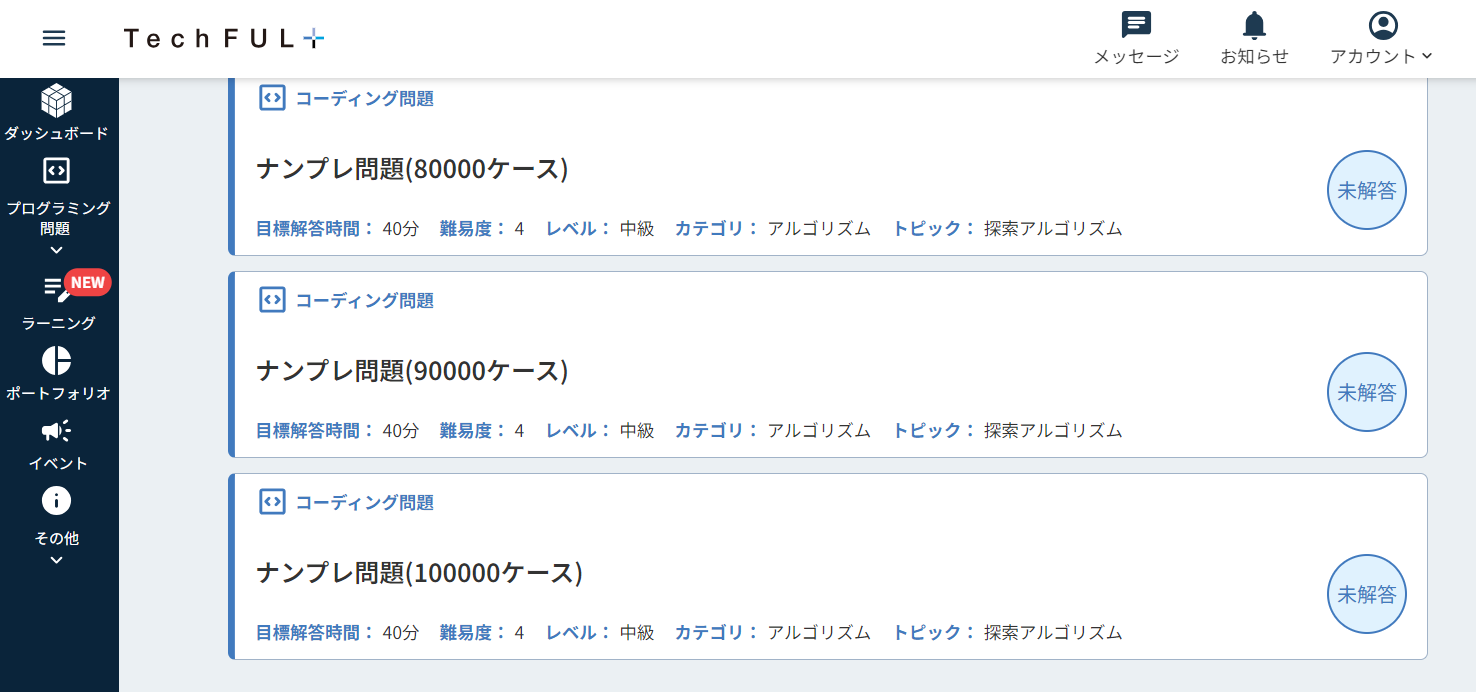 TechFUL
メッセージ
お知らせ
アカウント
ダッシュボード
プログラミング
問題
NEW
ラーニング
ポートフォリオ
イベント
その他
コーディング問題
ナンプレ問題(80000ケース)
未解答
目標解答時間： 40分 難易度： 4 レベル： 中級 カテゴリ： アルゴリズム トピック： 探索アルゴリズム
コーディング問題
ナンプレ問題(90000ケース)
未解答
目標解答時間： 40分 難易度： 4 レベル： 中級 カテゴリ： アルゴリズム トピック： 探索アルゴリズム
コーディング問題
ナンプレ問題(100000ケース)
未解答
目標解答時間： 40分 難易度： 4 レベル： 中級 カテゴリ： アルゴリズム トピック： 探索アルゴリズム